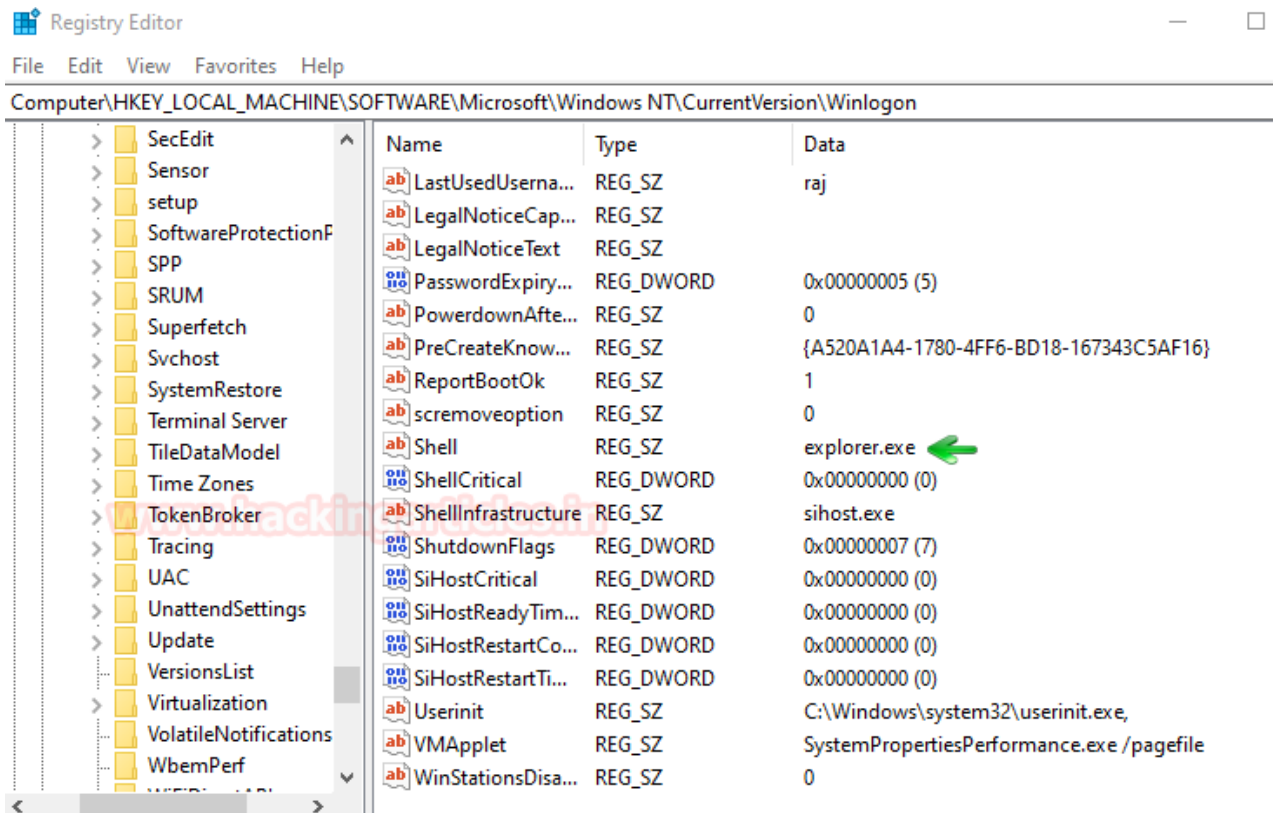 Registry Editor
File Edit View Favorites Help
Computer\HKEY_LOCAL_MACHINE\SOFTWARE\Microsoft\Windows NT\CurrentVersion\Winlogon
SecEdit
Sensor
setup
SoftwareProtectionP
SPP
SRUM
Superfetch
Svchost
SystemRestore
Terminal Server
TileDataModel
Time Zones
TokenBroker
Tracing
UAC
UnattendSettings
Update
VersionsList
Virtualization
VolatileNotifications
WbemPerf
Name Type Data
LastUsedUserna... REG_SZ raj
LegalNoticeCap... REG_SZ
LegalNoticeText REG_SZ
PasswordExpiry... REG_DWORD 0x00000005 (5)
PowerdownAfte... REG_SZ 0
PreCreateKnow... REG_SZ {A520A1A4-1780-4FF6-BD18-167343C5AF16}
ReportBootOk REG_SZ 1
scremoveoption REG_SZ 0
Shell REG_SZ explorer.exe
ShellCritical REG_DWORD 0x00000000 (0)
ShellInfrastructure REG_SZ sihost.exe
ShutdownFlags REG_DWORD 0x00000007 (7)
SiHostCritical REG_DWORD 0x00000000 (0)
SiHostReadyTim... REG_DWORD 0x00000000 (0)
SiHostRestartCo... REG_DWORD 0x00000000 (0)
SiHostRestartTi... REG_DWORD 0x00000000 (0)
Userinit REG_SZ C:\Windows\system32\userinit.exe,
VMApplet REG_SZ SystemPropertiesPerformance.exe /pagefile
WinStationsDisa... REG_SZ 0
www.hackingarticles.in